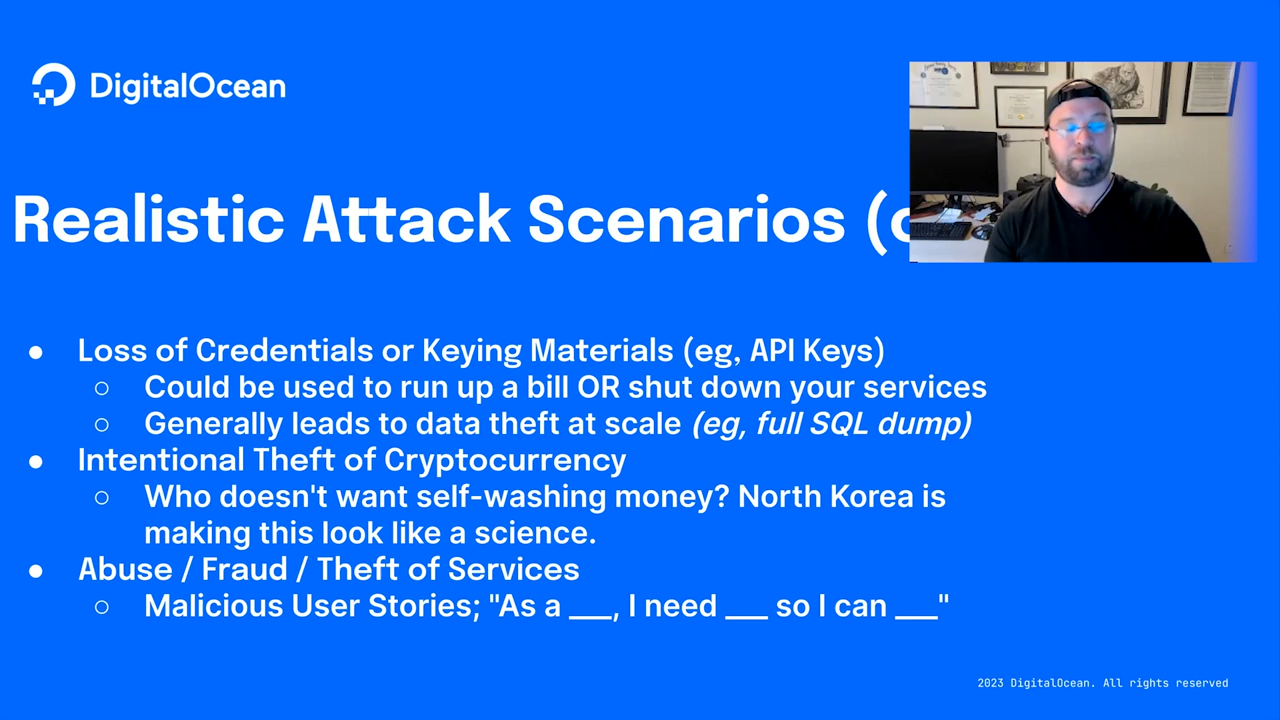 DigitalOcean
Realistic Attack Scenarios (
● Loss of Credentials or Keying Materials (eg, API Keys)
○ Could be used to run up a bill OR shut down your services
○ Generally leads to data theft at scale (eg, full SQL dump)
● Intentional Theft of Cryptocurrency
○ Who doesn't want self-washing money? North Korea is
making this look like a science.
● Abuse / Fraud / Theft of Services
○ Malicious User Stories; "As a ___, I need ___ so I can ___"
2023 DigitalOcean. All rights reserved